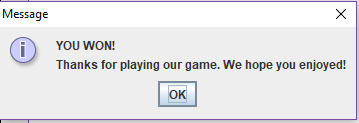 Message
YOU WON!
Thanks for playing our game. We hope you enjoyed!
OK